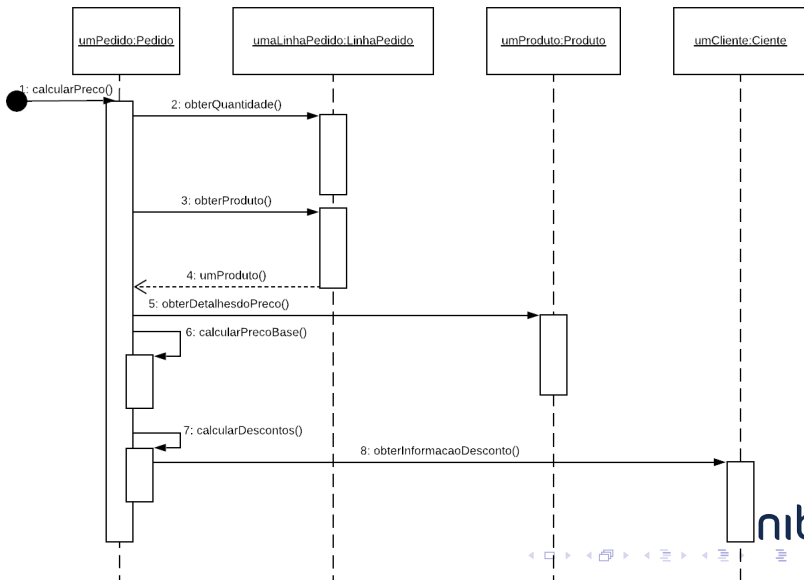 umPedido:Pedido
umaLinhaPedido:LinhaPedido
umProduto:Produto
umCliente:Ciente
1: calcularPreco()
2: obterQuantidade()
3: obterProduto()
4: umProduto()
5: obterDetalhesdoPreco()
6: calcularPrecoBase()
7: calcularDescontos()
8: obterInformacaoDesconto()